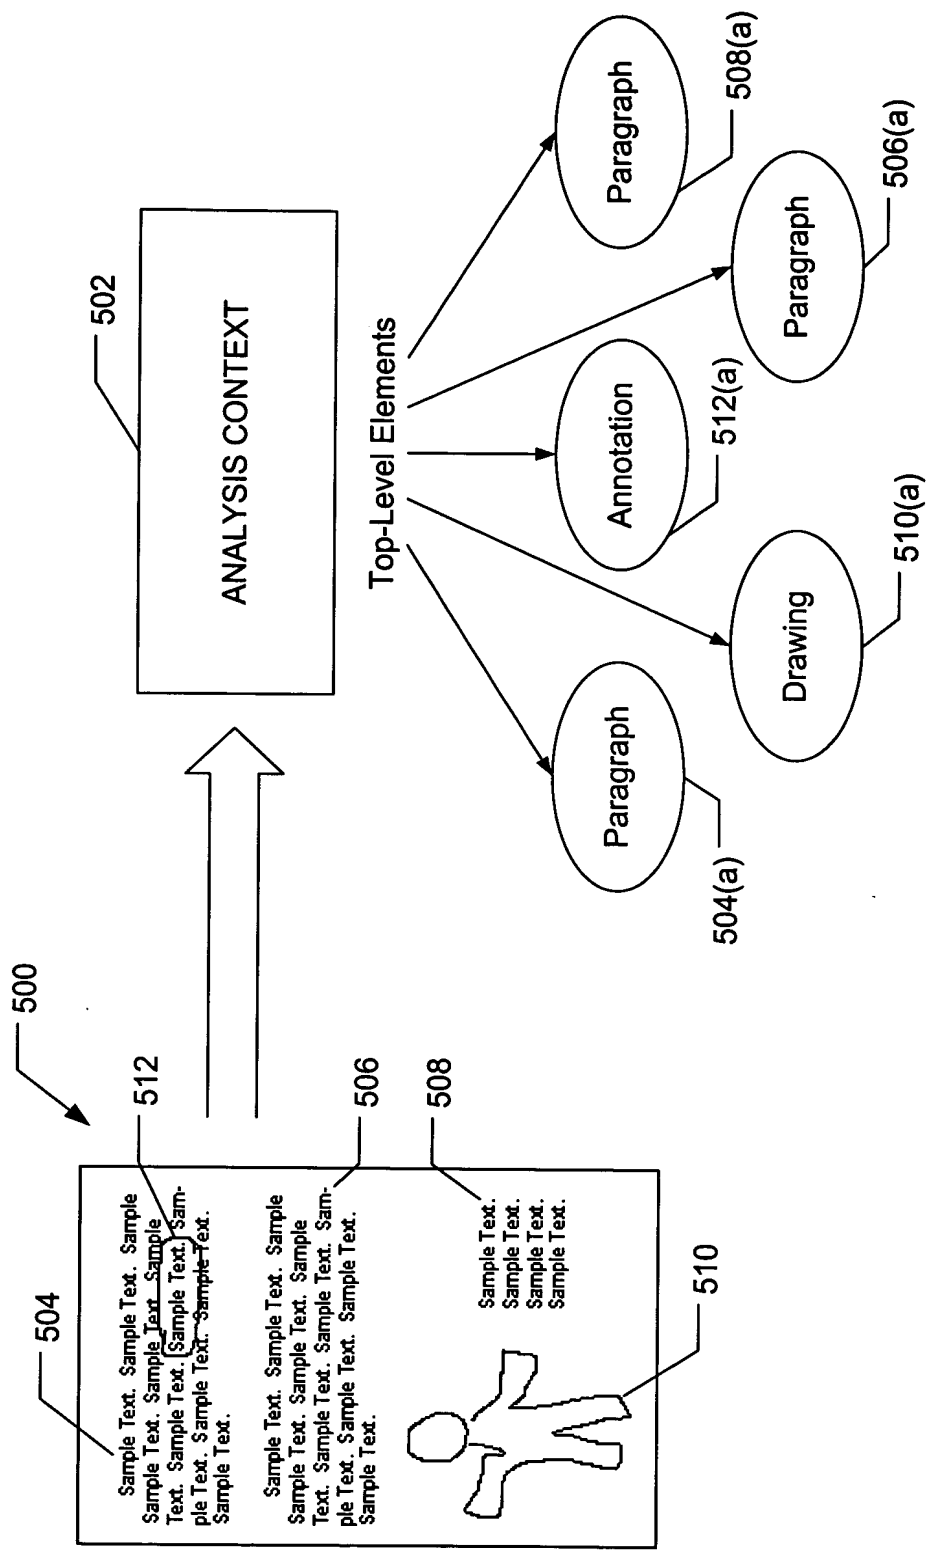 500
504
502
Sample Text. Sample Text. Sample
Sample Text. Sample Text. Sample
Text. Sample Text. Sample Text. Sam-
ple Text. Sample Text. Sample Text.
Sample Text.
512
ANALYSIS CONTEXT
Sample Text. Sample Text. Sample
Sample Text. Sample Text. Sample
Text. Sample Text. Sample Text. Sam-
ple Text. Sample Text. Sample Text.
Sample Text.
506
Top-Level Elements
508
Sample Text.
Sample Text.
Sample Text.
Sample Text.
510
Paragraph
Annotation
Paragraph
504(a)
512(a)
508(a)
Drawing
Paragraph
510(a)
506(a)